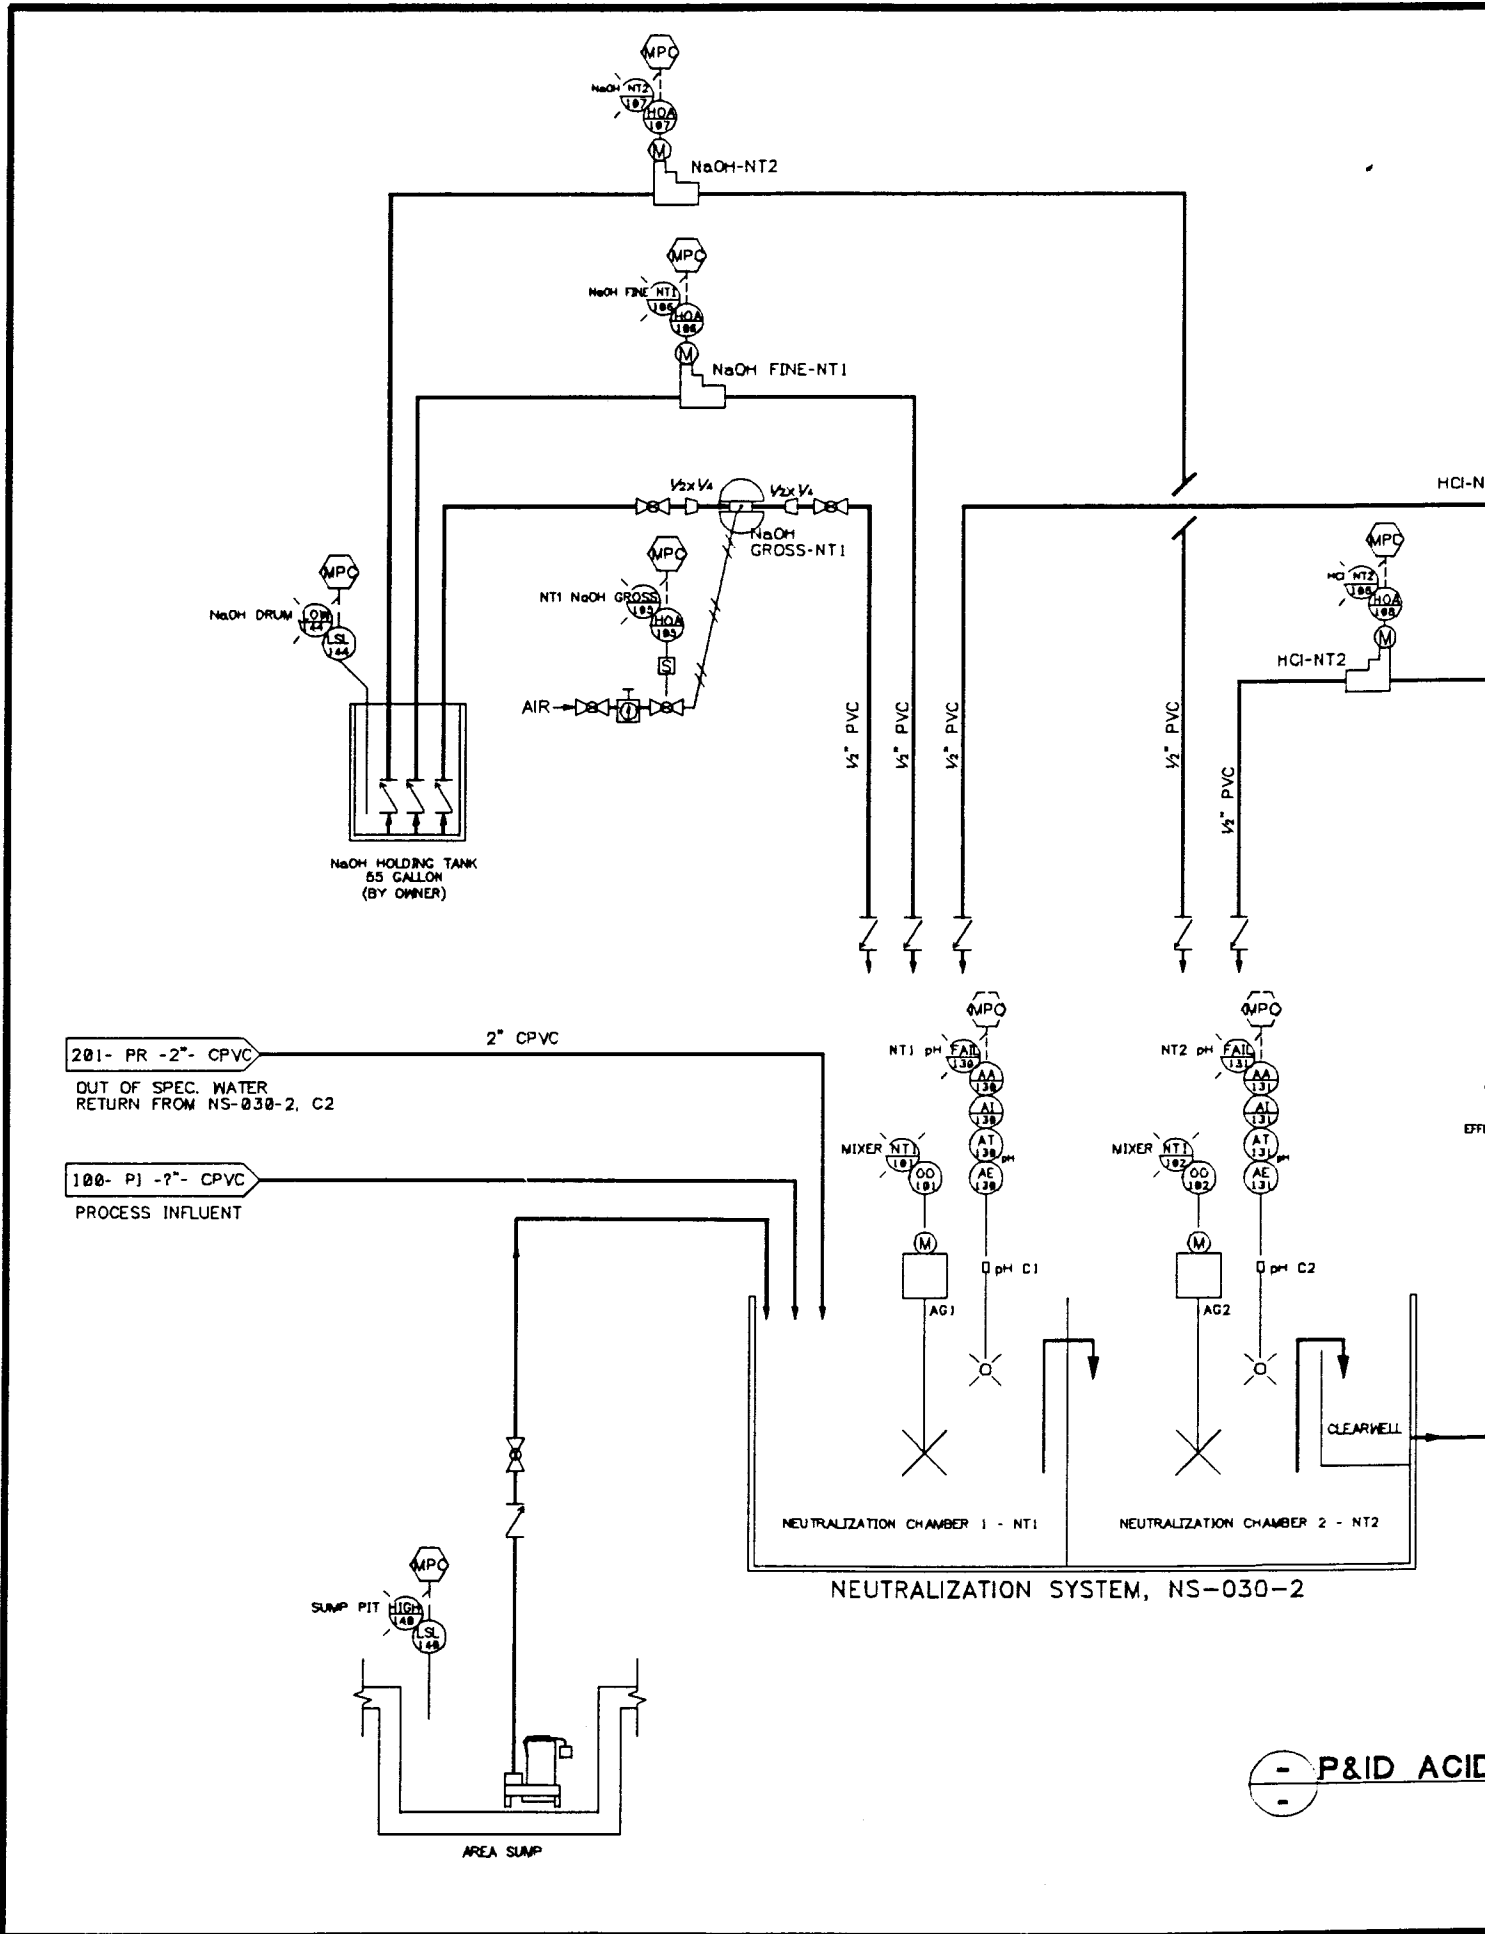 MPC
NaOH NT2
107
HOA
107
M
NaOH-NT2
MPC
NaOH FINE NT1
106
HOA
106
M
NaOH FINE-NT1
½x¼
½x¼
NaOH
GROSS-NT1
HCl-N
MPC
NT1 NaOH GROSS
105
HOA
105
S
AIR
MPC
NaOH DRUM
144
LSL
144
MPC
HCl NT2
108
HOA
108
M
HCl-NT2
½" PVC
½" PVC
½" PVC
½" PVC
½" PVC
NaOH HOLDING TANK
55 GALLON
(BY OWNER)
201- PR -2"- CPVC
2" CPVC
OUT OF SPEC. WATER
RETURN FROM NS-030-2, C2
100- PI -?"- CPVC
PROCESS INFLUENT
MPC
NT1 pH FAIL
130
AA
130
AI
130
AT
130 pH
AE
130
MIXER NT1
101
OO
101
M
AG1
pH C1
MPC
NT2 pH FAIL
131
AA
131
AI
131
AT
131 pH
AE
131
MIXER NT1
102
OO
102
M
AG2
pH C2
EFF
CLEARWELL
NEUTRALIZATION CHAMBER 1 - NT1
NEUTRALIZATION CHAMBER 2 - NT2
NEUTRALIZATION SYSTEM, NS-030-2
MPC
SUMP PIT HIGH
140
LSL
140
AREA SUMP
-
-
P&ID ACID